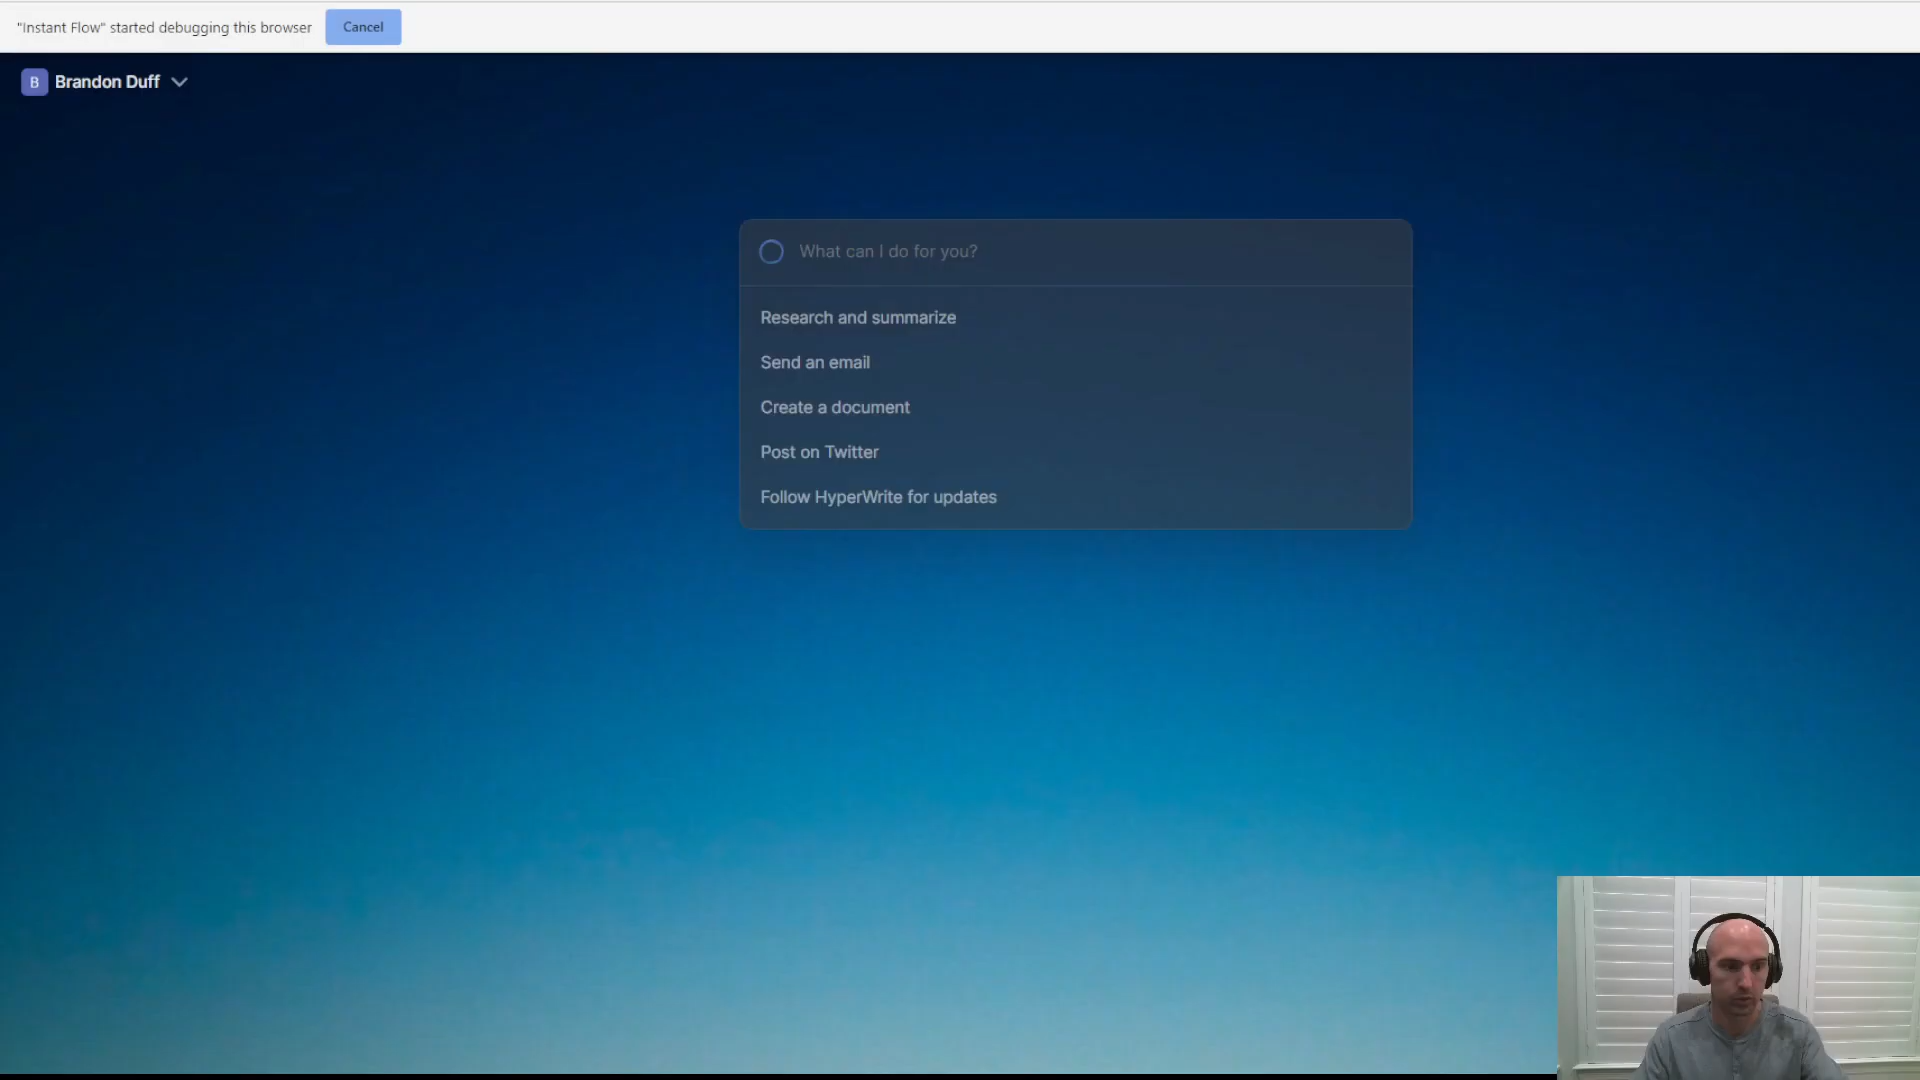 "Instant Flow" started debugging this browser Cancel
B Brandon Duff
What can I do for you?
Research and summarize
Send an email
Create a document
Post on Twitter
Follow HyperWrite for updates